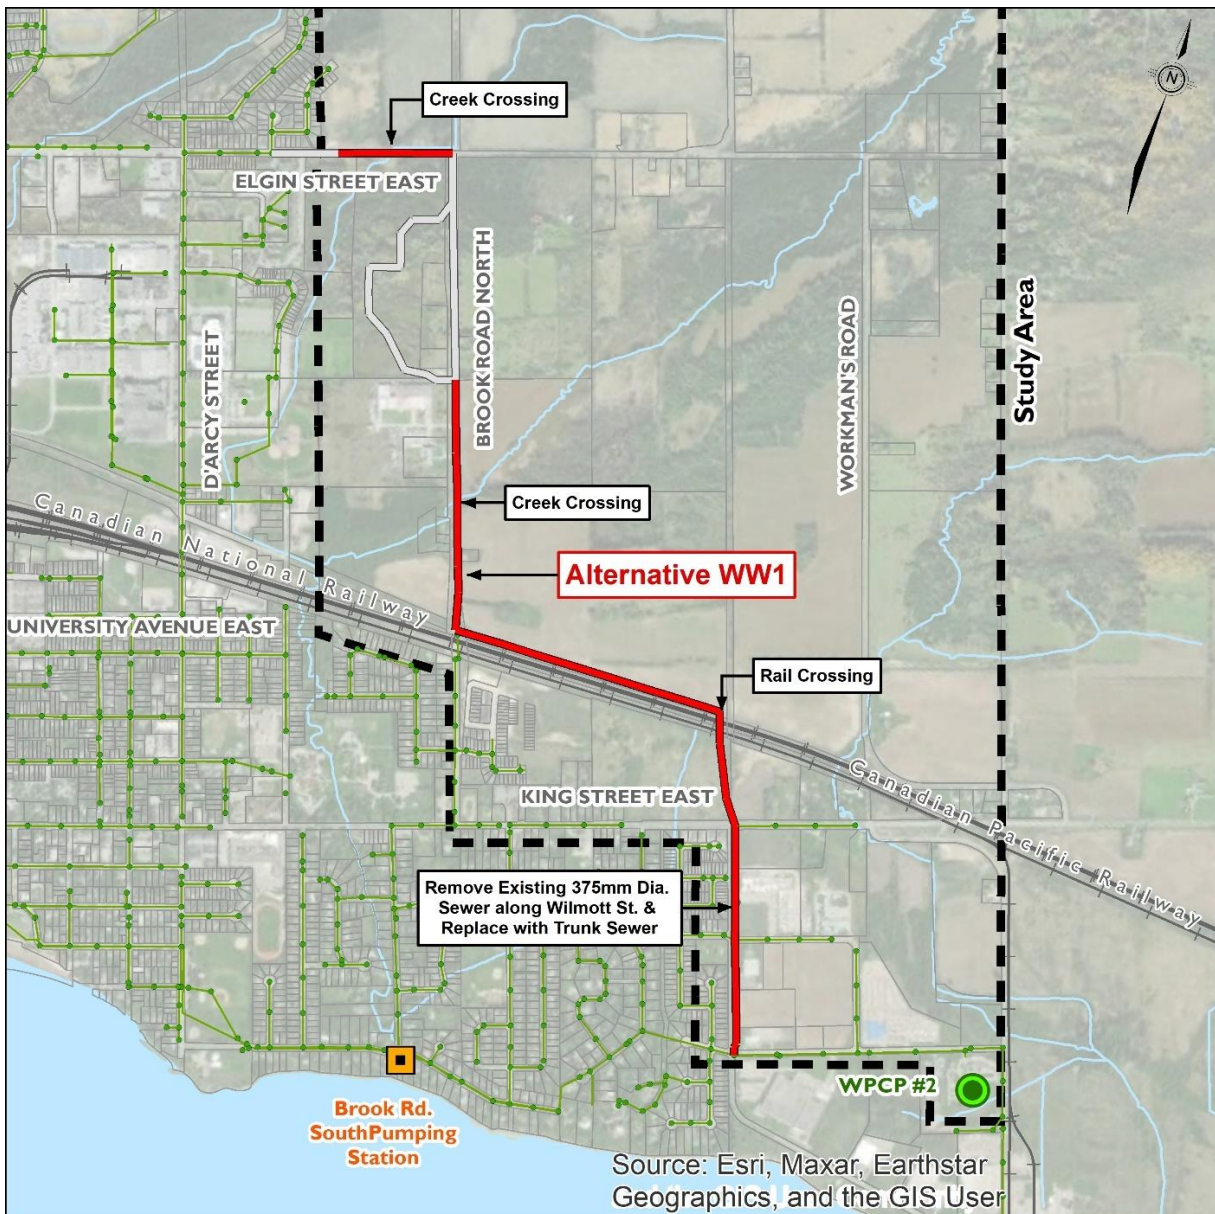 Creek Crossing
N
ELGIN STREET EAST
BROOK ROAD NORTH
D'ARCY STREET
WORKMAN'S ROAD
Study Area
Creek Crossing
Canadian National Railway
Alternative WW1
UNIVERSITY AVENUE EAST
Rail Crossing
KING STREET EAST
Canadian Pacific Railway
Remove Existing 375mm Dia.
Sewer along Wilmott St. &
Replace with Trunk Sewer
WPCP #2
Brook Rd.
SouthPumping
Station
Source: Esri, Maxar, Earthstar
Geographics, and the GIS User